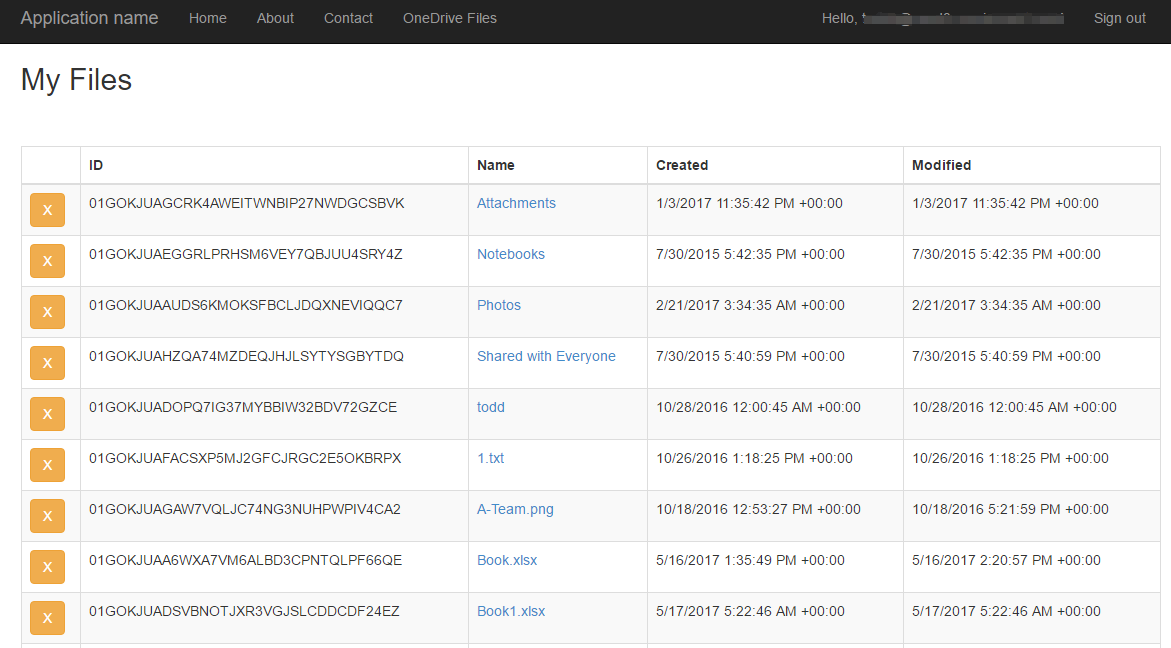 Application name Home About Contact OneDrive Files Hello, Sign out
My Files
ID Name Created Modified
X 01GOKJUAGCRK4AWEITWNBIP27NWDGCSBVK Attachments 1/3/2017 11:35:42 PM +00:00 1/3/2017 11:35:42 PM +00:00
X 01GOKJUAEGGRLPRHSM6VEY7QBJUU4SRY4Z Notebooks 7/30/2015 5:42:35 PM +00:00 7/30/2015 5:42:35 PM +00:00
X 01GOKJUAAUDS6KMOKSFBCLJDQXNEVIQQC7 Photos 2/21/2017 3:34:35 AM +00:00 2/21/2017 3:34:35 AM +00:00
X 01GOKJUAHZQA74MZDEQJHJLSYTYSGBYTDQ Shared with Everyone 7/30/2015 5:40:59 PM +00:00 7/30/2015 5:40:59 PM +00:00
X 01GOKJUADOPQ7IG37MYBBIW32BDV72GZCE todd 10/28/2016 12:00:45 AM +00:00 10/28/2016 12:00:45 AM +00:00
X 01GOKJUAFACSXP5MJ2GFCJRGC2E5OKBRPX 1.txt 10/26/2016 1:18:25 PM +00:00 10/26/2016 1:18:25 PM +00:00
X 01GOKJUAGAW7VQLJC74NG3NUHPWPIV4CA2 A-Team.png 10/18/2016 12:53:27 PM +00:00 10/18/2016 5:21:59 PM +00:00
X 01GOKJUAA6WXA7VM6ALBD3CPNTQLPF66QE Book.xlsx 5/16/2017 1:35:49 PM +00:00 5/16/2017 2:20:57 PM +00:00
X 01GOKJUADSVBNOTJXR3VGJSLCDDCDF24EZ Book1.xlsx 5/17/2017 5:22:46 AM +00:00 5/17/2017 5:22:46 AM +00:00